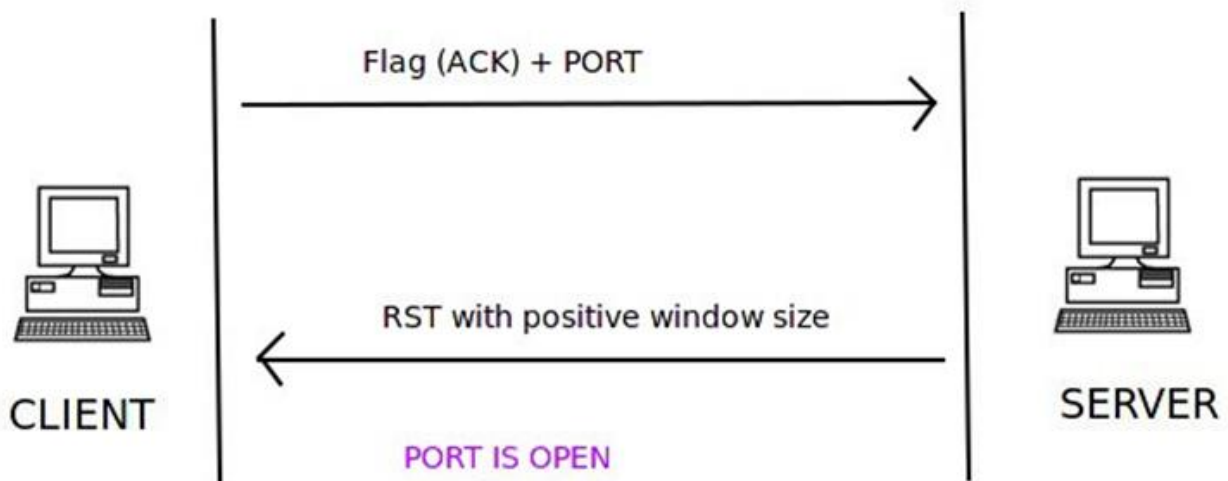 Flag (ACK) + PORT
RST with positive window size
CLIENT
SERVER
PORT IS OPEN